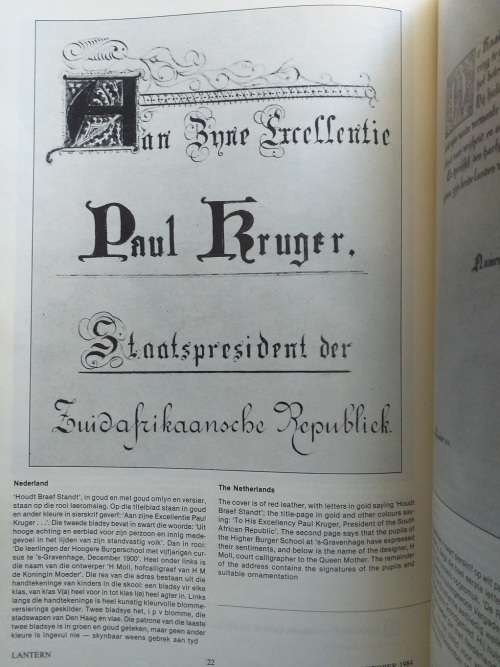 Aan Zyne Excellentie
Paul Kruger,
Staatspresident der
Zuidafrikaansche Republiek.
Nederland
'Houdt Braef Standt', in goud en met goud omlyn en versier,
staan op die rooi leeromslag. Op die titelblad staan in goud
en ander kleure in sierskrif geverf: 'Aan zijne Excellentie Paul
Kruger . . .'. Die tweede bladsy bevat in swart die woorde: 'Uit
hooge achting en eerbied voor zijn perzoon en innig mede-
gevoel in het lijden van zijn standvastig volk'. Dan in rooi:
'De leerlingen der Hoogere Burgerschool met vijfjarigen cur-
sus te 's-Gravenhage, December 1900'. Heel onder links is
die naam van die ontwerper 'H Moll, hofcaligraaf van H M
de Koningin Moeder'. Die res van die adres bestaan uit die
handtekeninge van kinders in die skool: een bladsy vir elke
klas, van klas V(a) heel voor in tot klas I(e) heel agter in. Links
langs die handtekeninge is heel kunstig kleurvolle blomme-
versierings geskilder. Twee bladsye het, i p v blomme, die
stadswapen van Den Haag en vlae. Die patrone van die laaste
twee bladsye is in groen en goud geteken, maar geen ander
kleure is ingevul nie — skynbaar weens gebrek aan tyd
The Netherlands
The cover is of red leather, with letters in gold saying 'Houdt
Braef Standt'; the title-page in gold and other colours say-
ing: 'To His Excellency Paul Kruger, President of the South
African Republic'. The second page says that the pupils of
the Higher Burger School at 's-Gravenhage have expressed
their sentiments, and below is the name of the designer, H
Moll, court calligrapher to the Queen Mother. The remainder
of the address contains the signatures of the pupils and
suitable ornamentation
LANTERN
22
1984